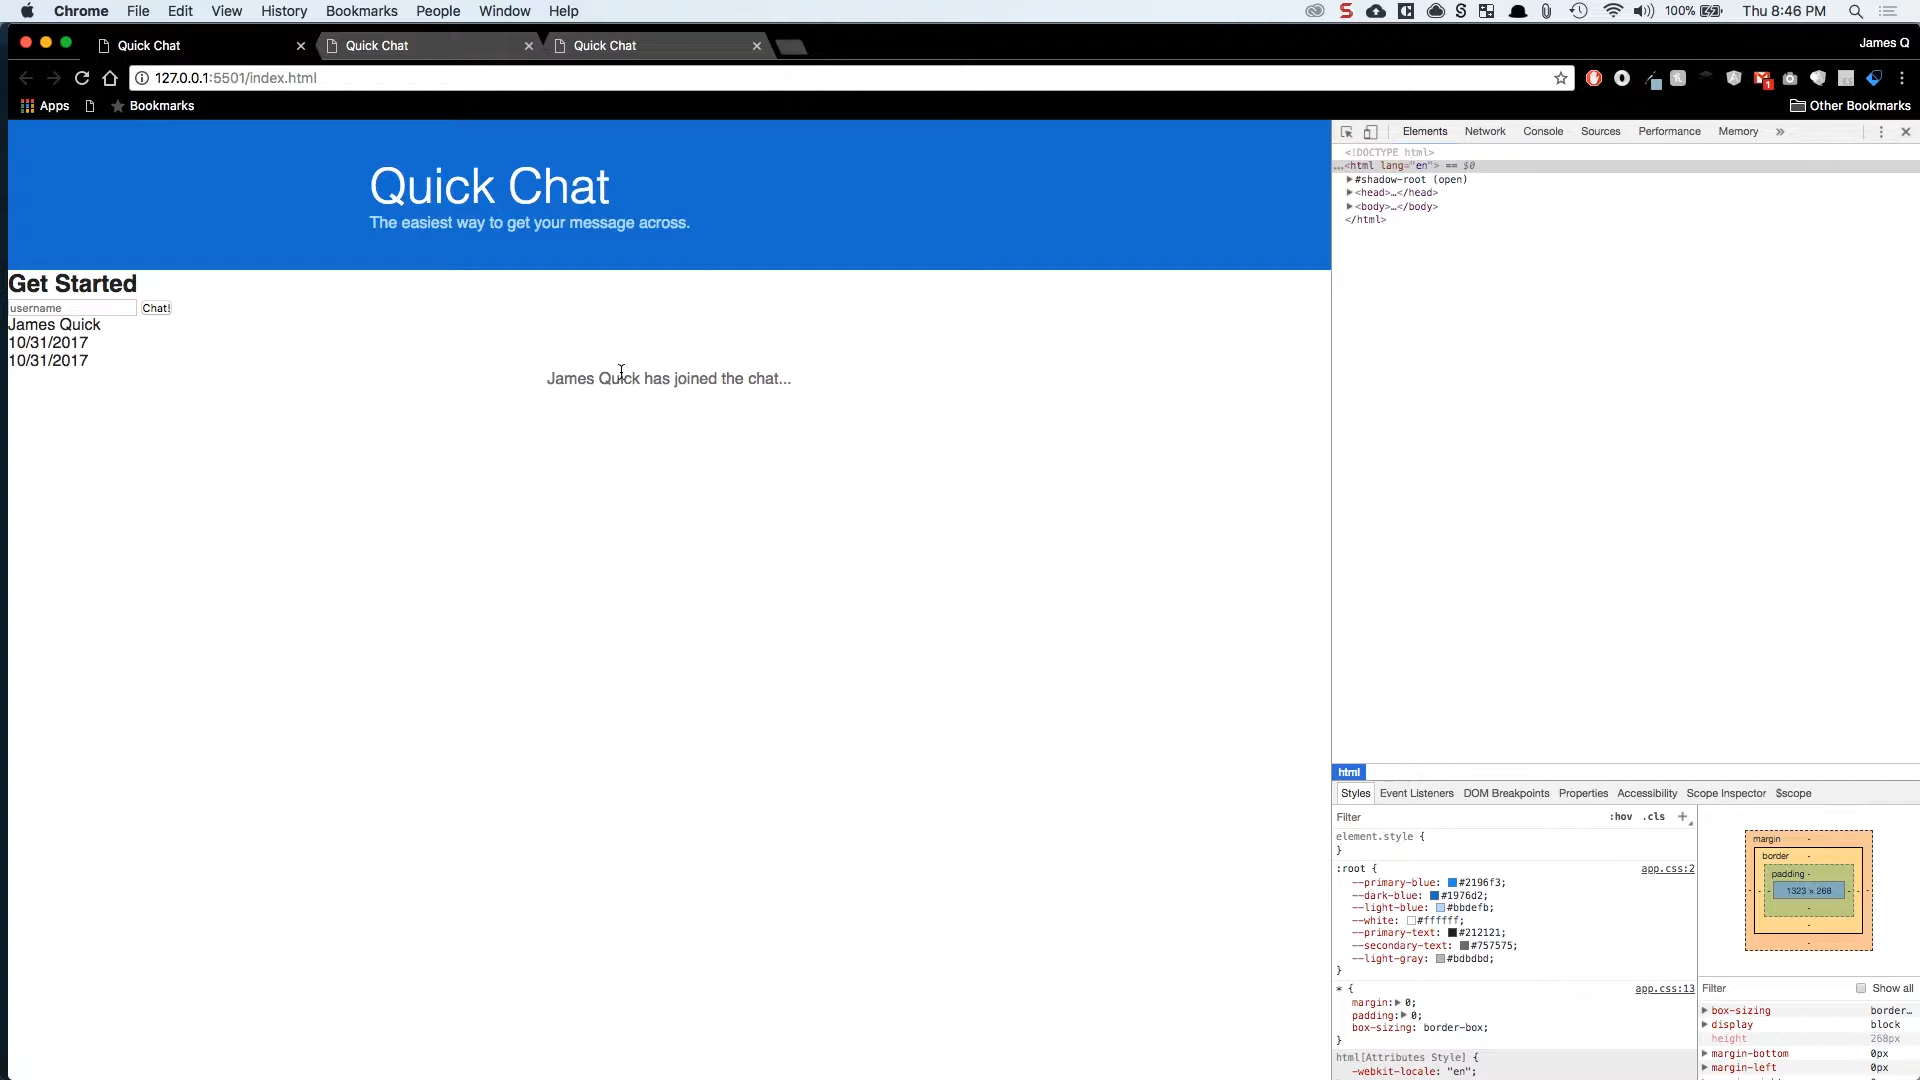 Chrome File Edit View History Bookmarks People Window Help 100% Thu 8:46 PM
Quick Chat Quick Chat Quick Chat James Q
127.0.0.1:5501/index.html 1
Apps Bookmarks Other Bookmarks
Quick Chat
The easiest way to get your message across.
Get Started
username Chat!
James Quick
10/31/2017
10/31/2017
James Quick has joined the chat...
Elements Network Console Sources Performance Memory »
<!DOCTYPE html>
...<html lang="en"> == $0
▶#shadow-root (open)
▶<head>…</head>
▶<body>…</body>
</html>
html
Styles Event Listeners DOM Breakpoints Properties Accessibility Scope Inspector $scope
Filter :hov .cls +
element.style {
}
:root { app.css:2
--primary-blue: #2196f3;
--dark-blue: #1976d2;
--light-blue: #bbdefb;
--white: #ffffff;
--primary-text: #212121;
--secondary-text: #757575;
--light-gray: #bdbdbd;
}
* { app.css:13
margin:▶ 0;
padding:▶ 0;
box-sizing: border-box;
}
html[Attributes Style] {
-webkit-locale: "en";
margin -
border -
padding -
1323 × 268
Filter Show all
▶box-sizing border…
▶display block
height 268px
▶margin-bottom 0px
▶margin-left 0px